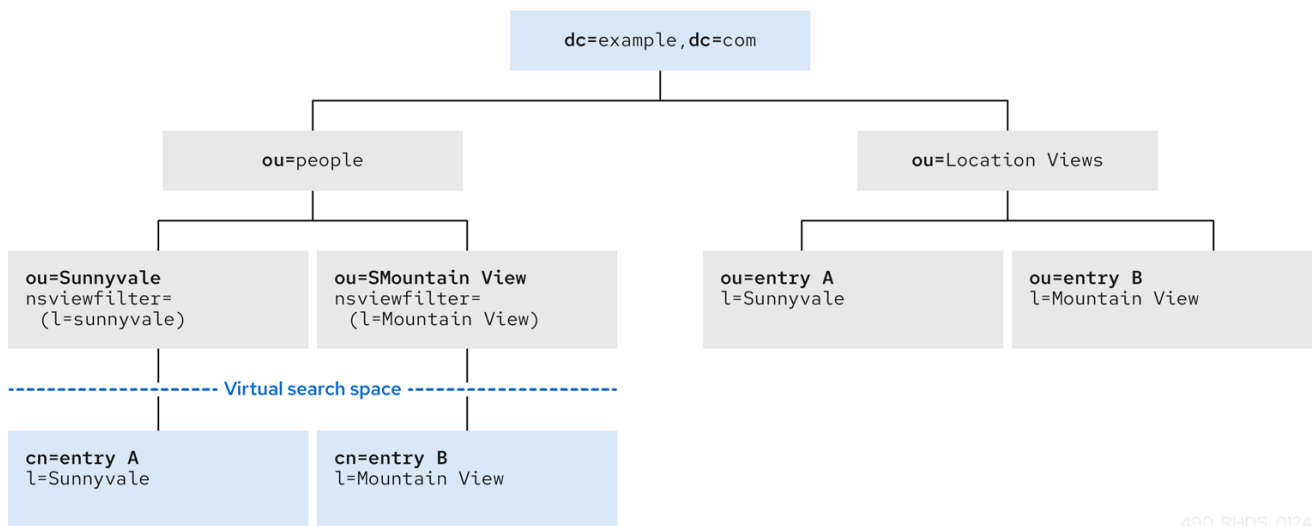 dc=example,dc=com
ou=people
ou=Location Views
ou=Sunnyvale
nsviewfilter=
(l=sunnyvale)
ou=SMountain View
nsviewfilter=
(l=Mountain View)
ou=entry A
l=Sunnyvale
ou=entry B
l=Mountain View
Virtual search space
cn=entry A
l=Sunnyvale
cn=entry B
l=Mountain View
490_RHDS_0124